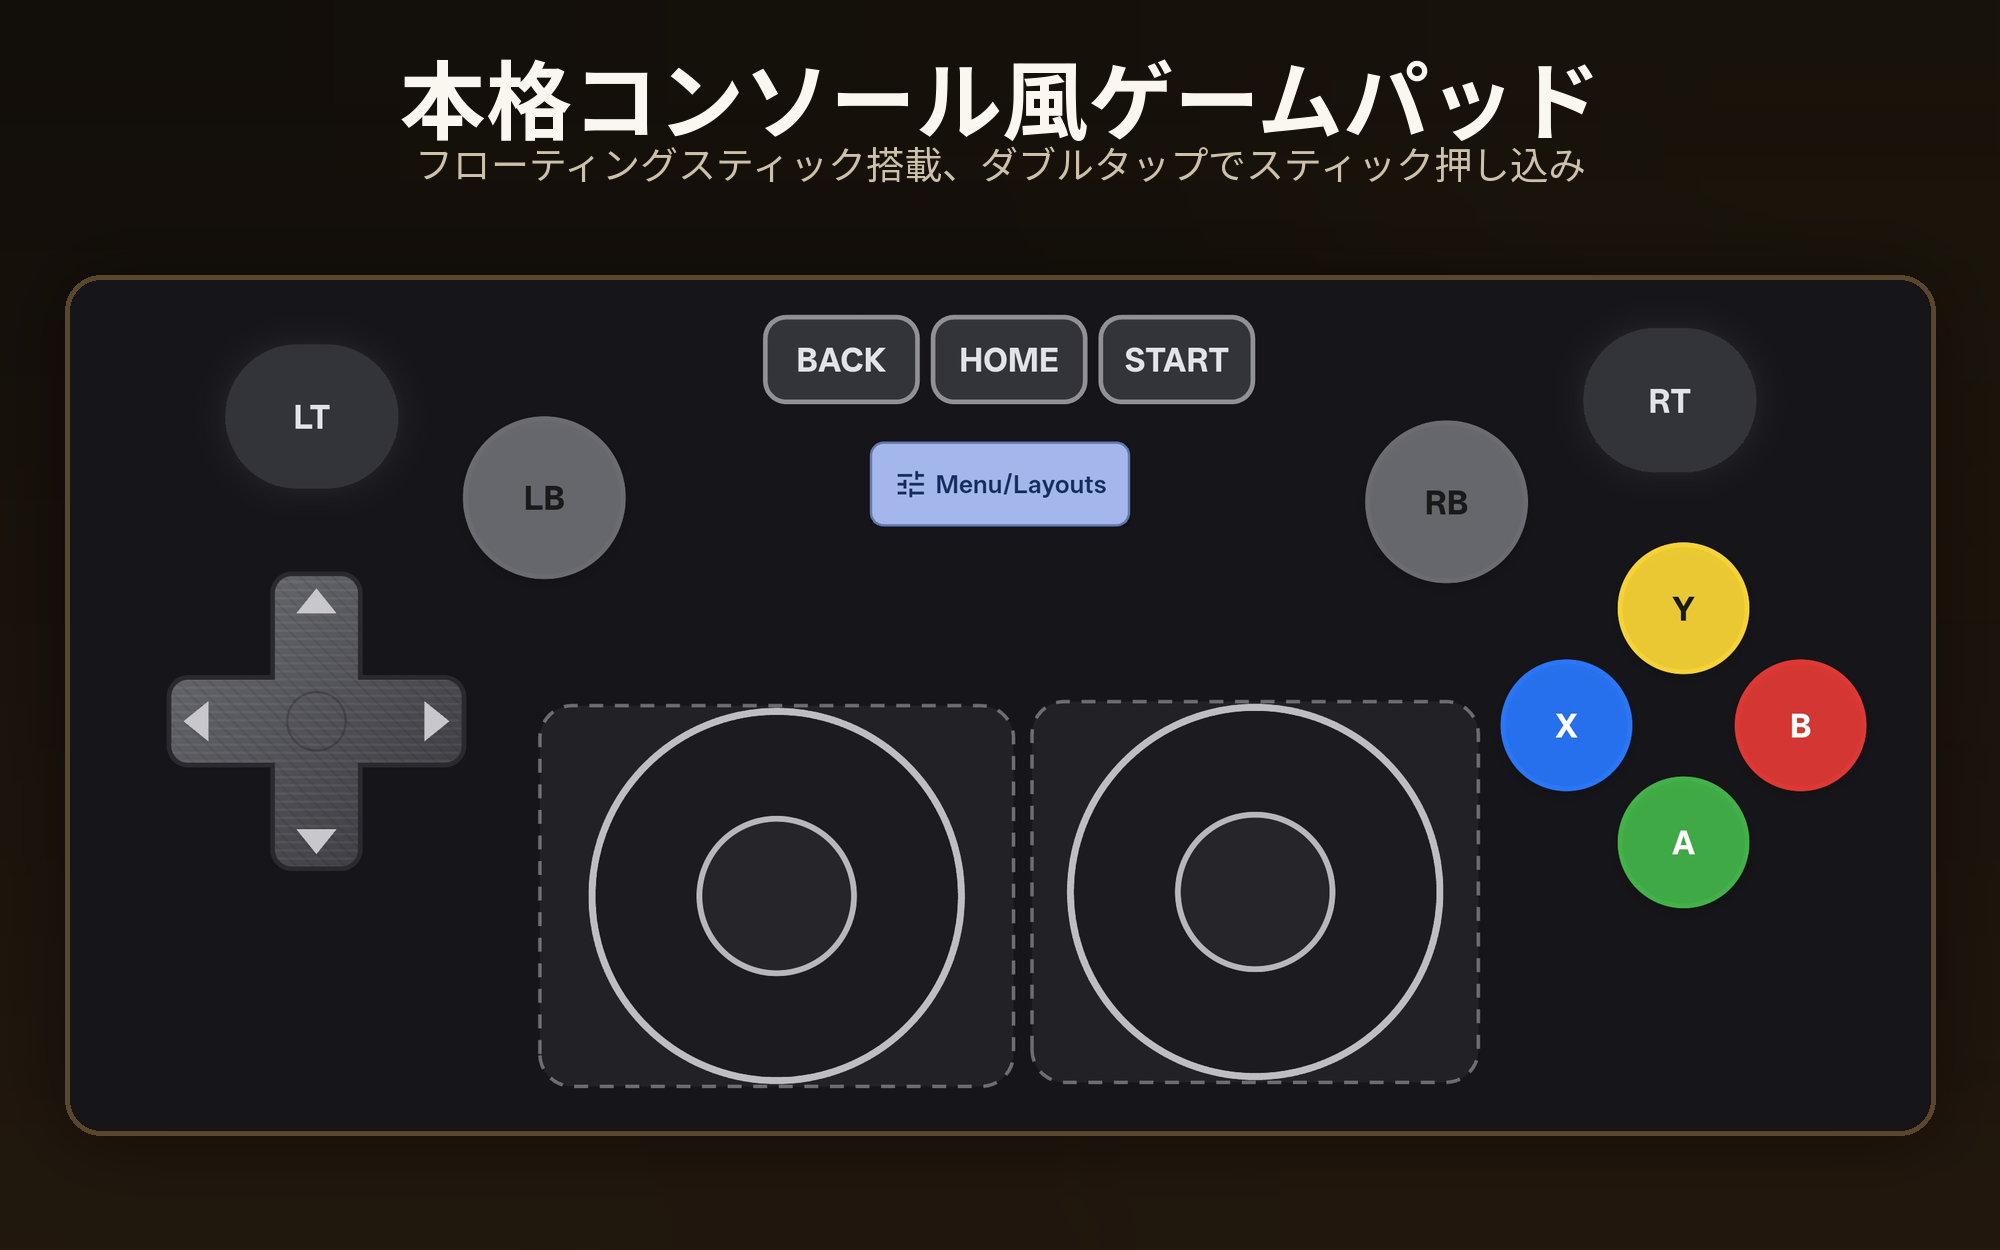 本格コンソール風ゲームパッド
フローティングスティック搭載、ダブルタップでスティック押し込み
BACK HOME START
LT
RT
LB
Menu/Layouts
RB
Y
X
B
A